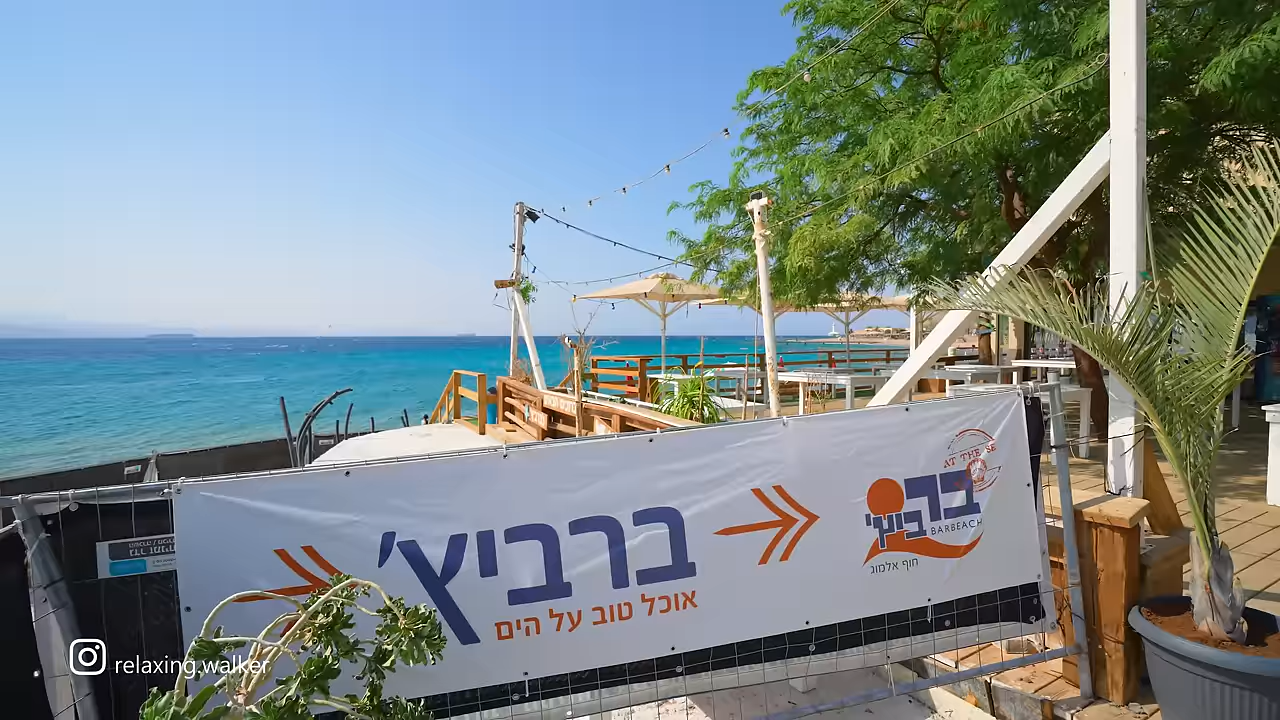 ברביץ'
אוכל טוב על הים
AT THE SE
ברביץ'
BARBEACH
חוף אלמוג
relaxing.walker